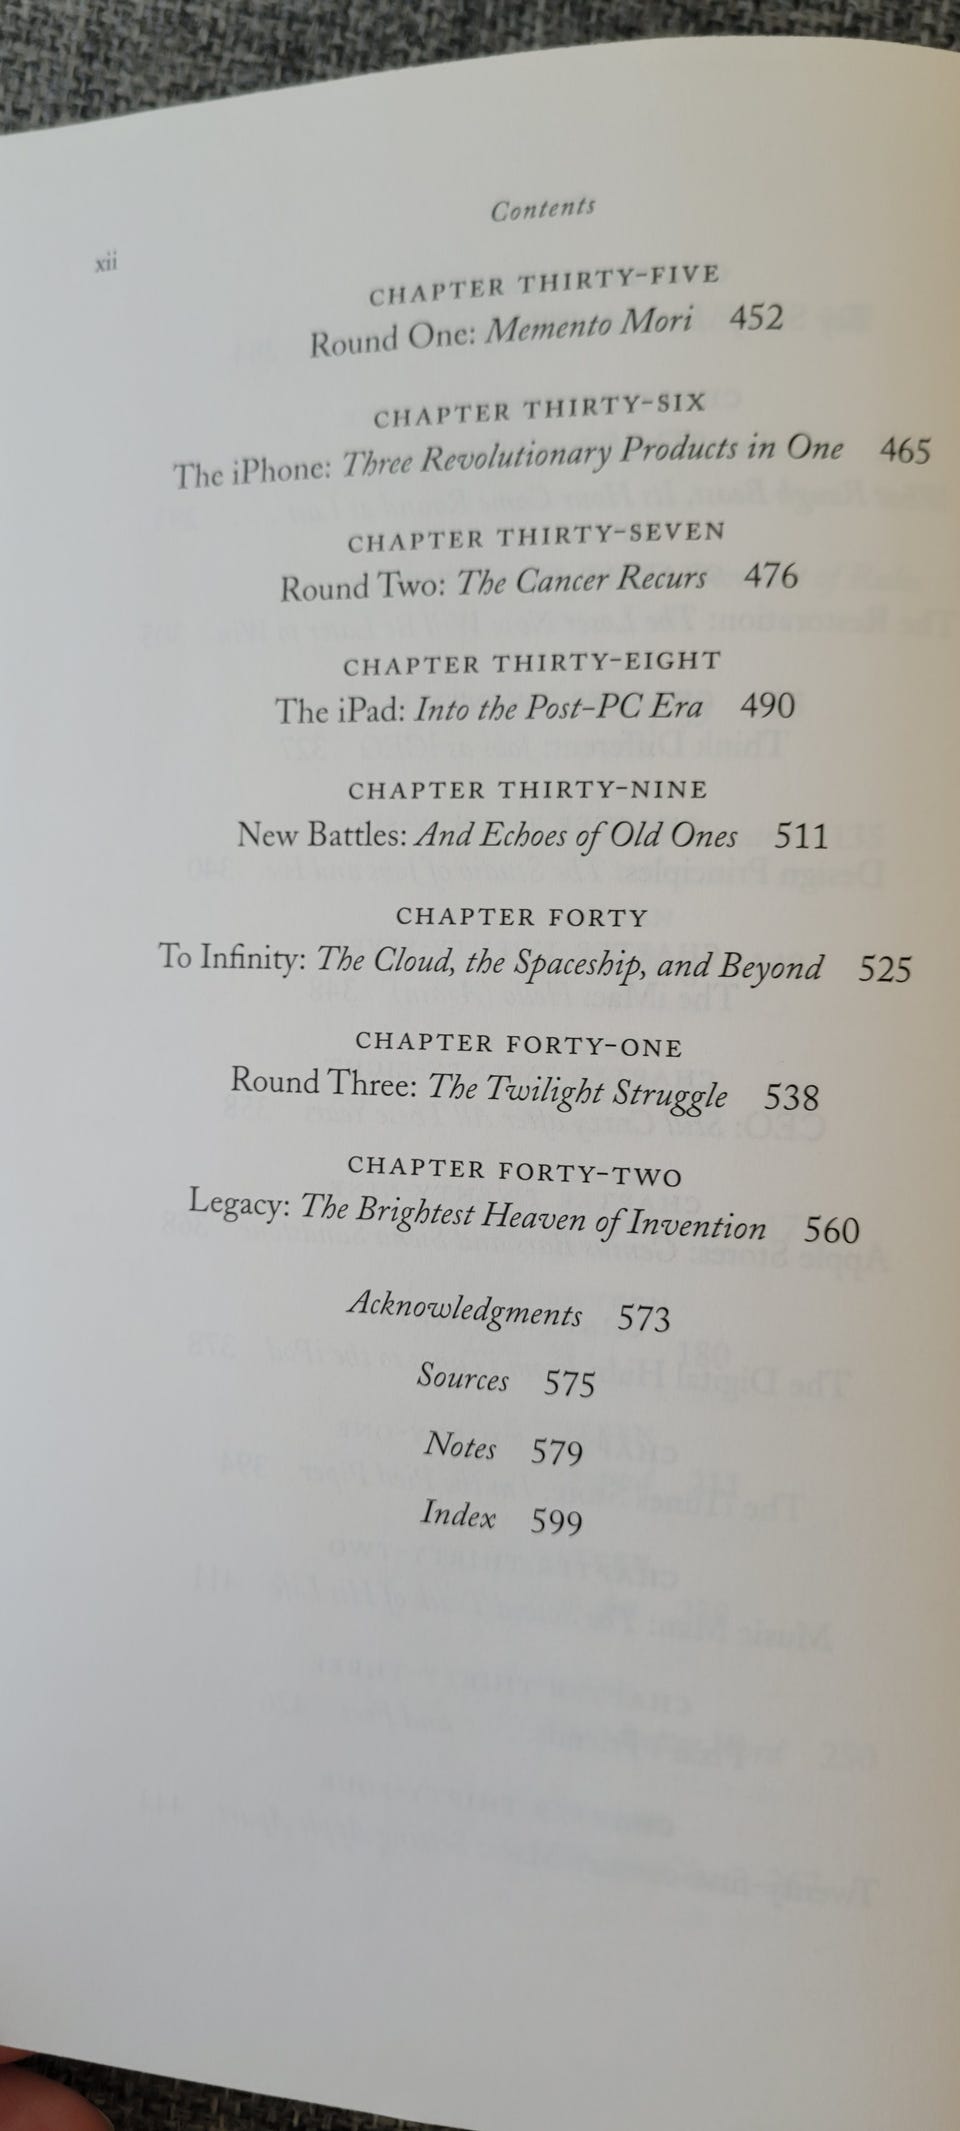 Contents
xii
CHAPTER THIRTY-FIVE
Round One: Memento Mori 452
CHAPTER THIRTY-SIX
The iPhone: Three Revolutionary Products in One 465
CHAPTER THIRTY-SEVEN
Round Two: The Cancer Recurs 476
CHAPTER THIRTY-EIGHT
The iPad: Into the Post-PC Era 490
CHAPTER THIRTY-NINE
New Battles: And Echoes of Old Ones 511
CHAPTER FORTY
To Infinity: The Cloud, the Spaceship, and Beyond 525
CHAPTER FORTY-ONE
Round Three: The Twilight Struggle 538
CHAPTER FORTY-TWO
Legacy: The Brightest Heaven of Invention 560
Acknowledgments 573
Sources 575
Notes 579
Index 599